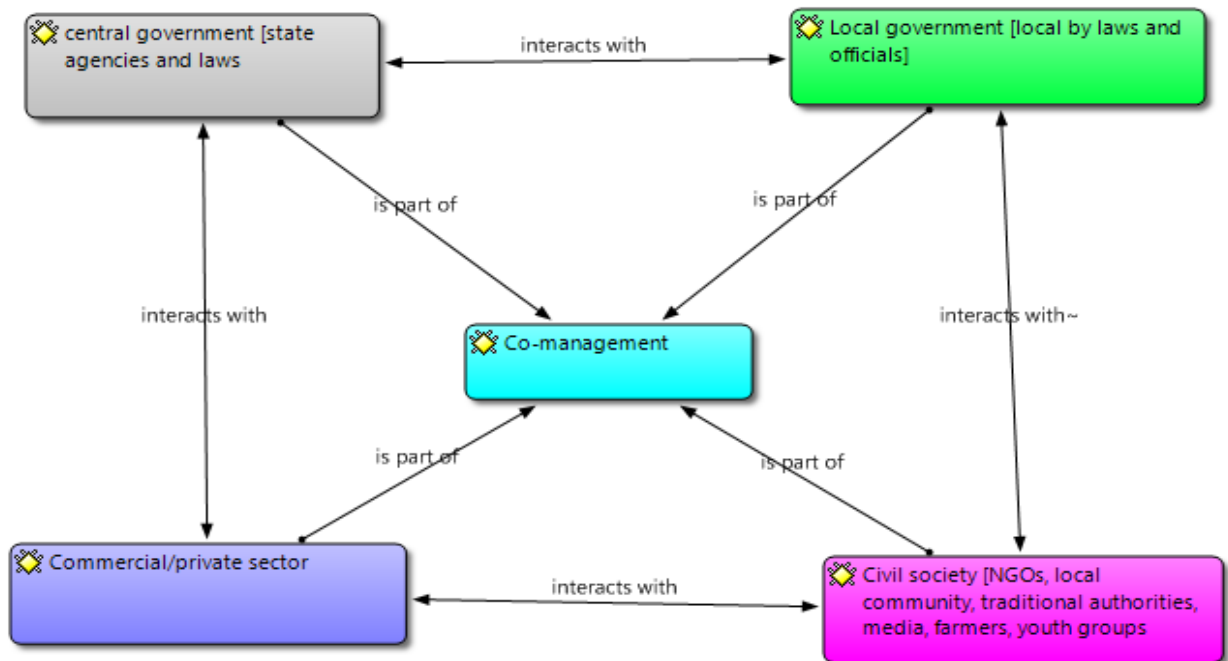 central government [state
agencies and laws
interacts with
Local government [local by laws and
officials]
is part of
is part of
interacts with
interacts with~
Co-management
is part of
is part of
Commercial/private sector
interacts with
Civil society [NGOs, local
community, traditional authorities,
media, farmers, youth groups